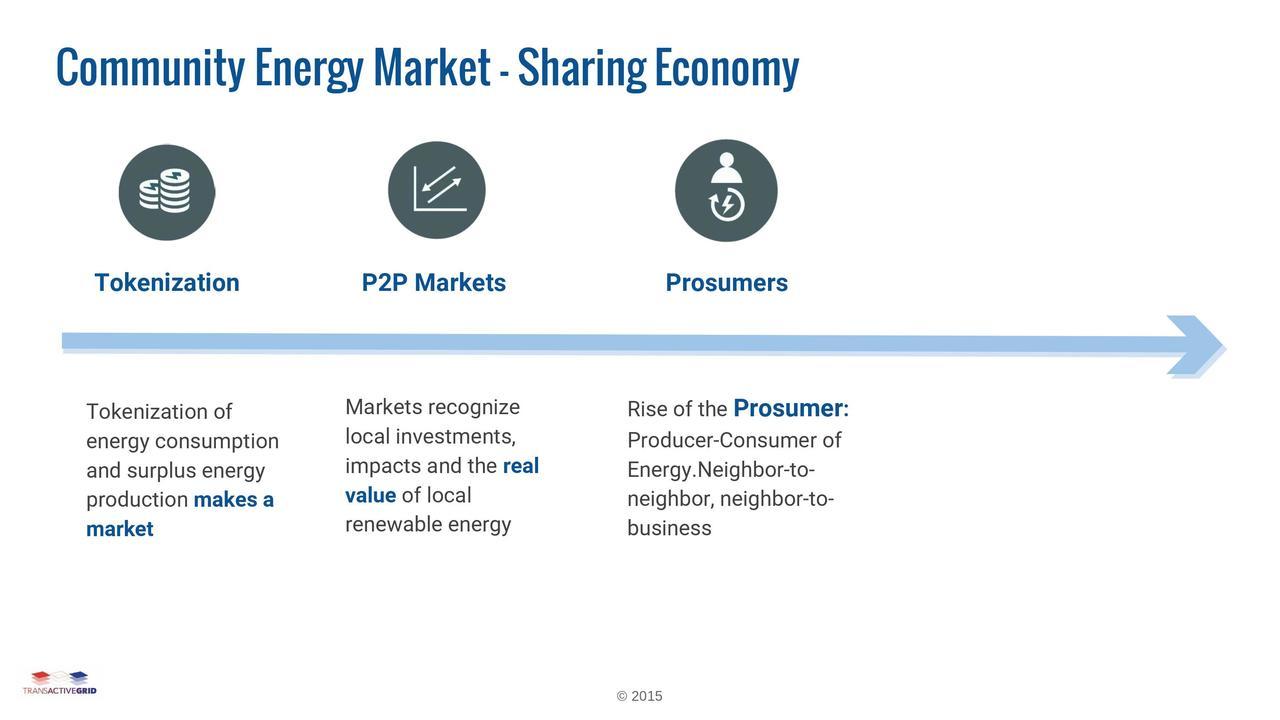 Community Energy Market - Sharing Economy
Tokenization
P2P Markets
Prosumers
Tokenization of
energy consumption
and surplus energy
production makes a
market
Markets recognize
local investments,
impacts and the real
value of local
renewable energy
Rise of the Prosumer:
Producer-Consumer of
Energy.Neighbor-to-
neighbor, neighbor-to-
business
TRANSACTIVEGRID
© 2015